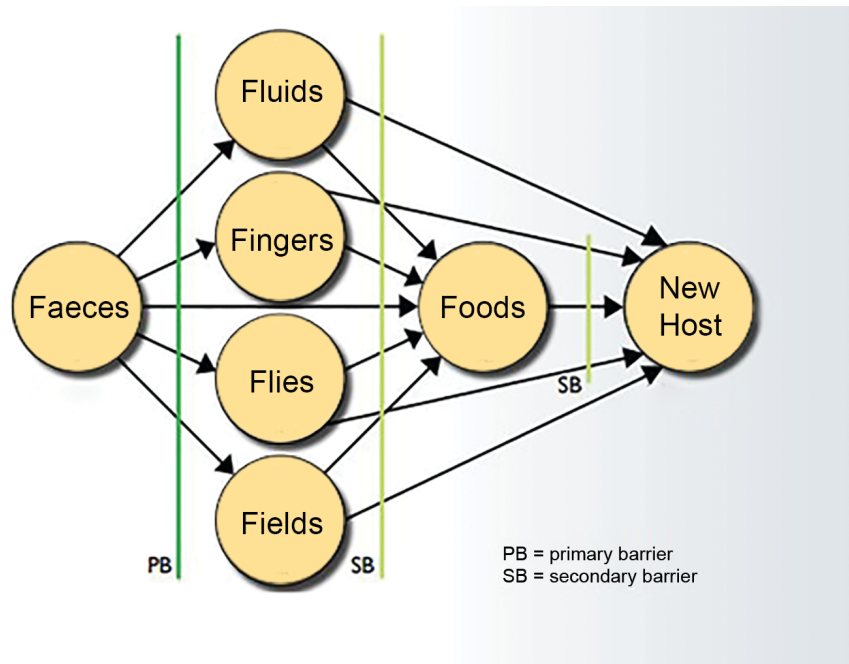 Fluids
Fingers
Faeces
Foods
New
Host
Flies
SB
Fields
PB
SB
PB = primary barrier
SB = secondary barrier